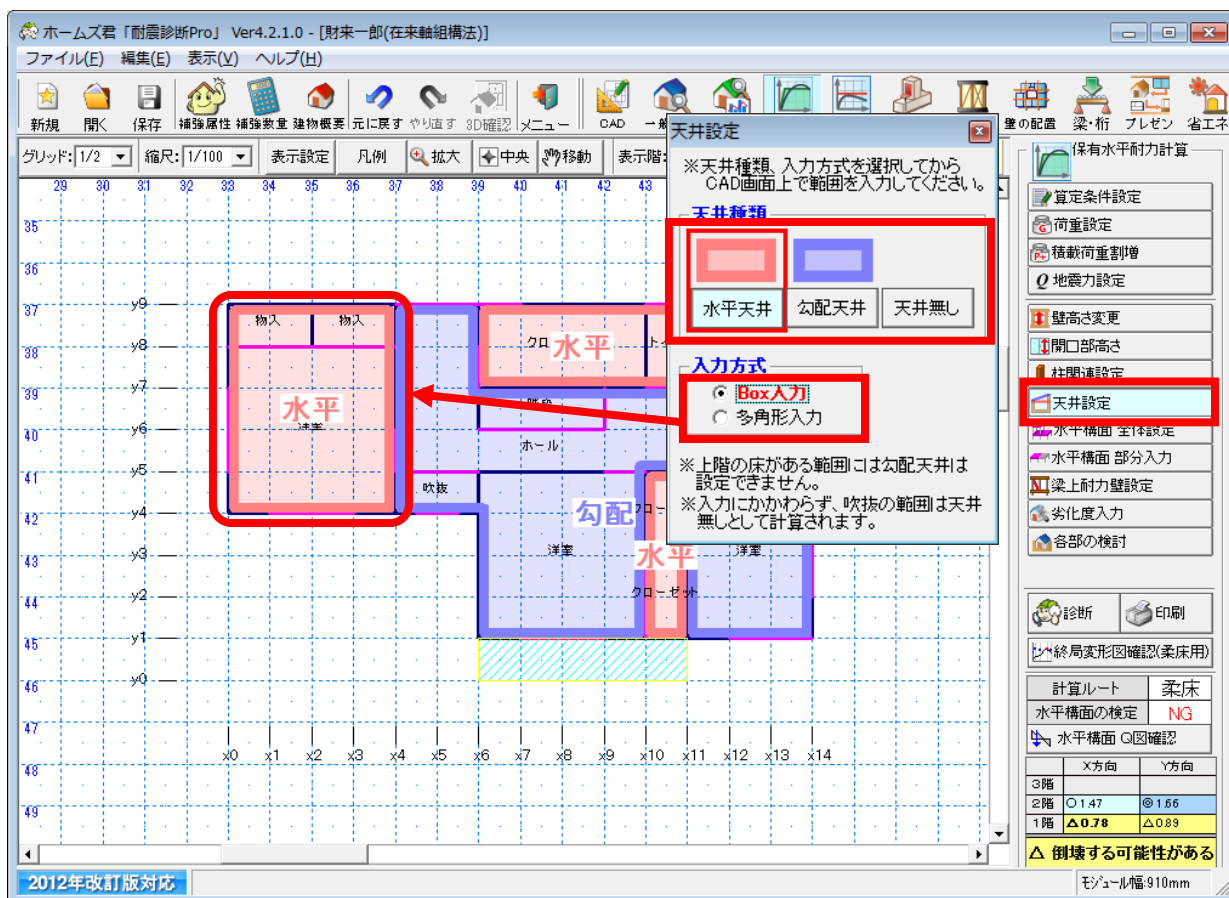 ホームズ君「耐震診断Pro」 Ver4.2.1.0 - [財来一郎(在来軸組構法)]
ファイル(F) 編集(E) 表示(V) ヘルプ(H)
新規 開く 保存 補強属性 補強数量 建物概要 元に戻す やり直す 3D確認 メニュー CAD 壁の配置 梁・桁 プレゼン 省エネ
グリッド: 1/2 縮尺: 1/100 表示設定 凡例 拡大 中央 移動 表示階:
29 30 31 32 33 34 35 36 37 38 39 40 41 42 43
35
36
37 y9
38 y8
39 y7
40 y6
41 y5
42 y4
43 y3
44 y2
45 y1
46 y0
47
48
49
x0 x1 x2 x3 x4 x5 x6 x7 x8 x9 x10 x11 x12 x13 x14
物入 物入
水平
洋室
水平
ホール
吹抜
勾配
洋室
水平
洋室
クローゼット
天井設定
※天井種類、入力方式を選択してから
CAD画面上で範囲を入力してください。
天井種類
水平天井 勾配天井 天井無し
入力方式
Box入力
多角形入力
※上階の床がある範囲には勾配天井は
設定できません。
※入力にかかわらず、吹抜の範囲は天井
無しとして計算されます。
保有水平耐力計算
算定条件設定
荷重設定
積載荷重割増
地震力設定
壁高さ変更
開口部高さ
柱関連設定
天井設定
水平構面 全体設定
水平構面 部分入力
梁上耐力壁設定
劣化度入力
各部の検討
診断 印刷
終局変形図確認(柔床用)
計算ルート 柔床
水平構面の検定 NG
水平構面 Q図確認
X方向 Y方向
3階
2階 ○1.47 ◎1.66
1階 △0.78 △0.89
△ 倒壊する可能性がある
2012年改訂版対応
モジュール幅:910mm